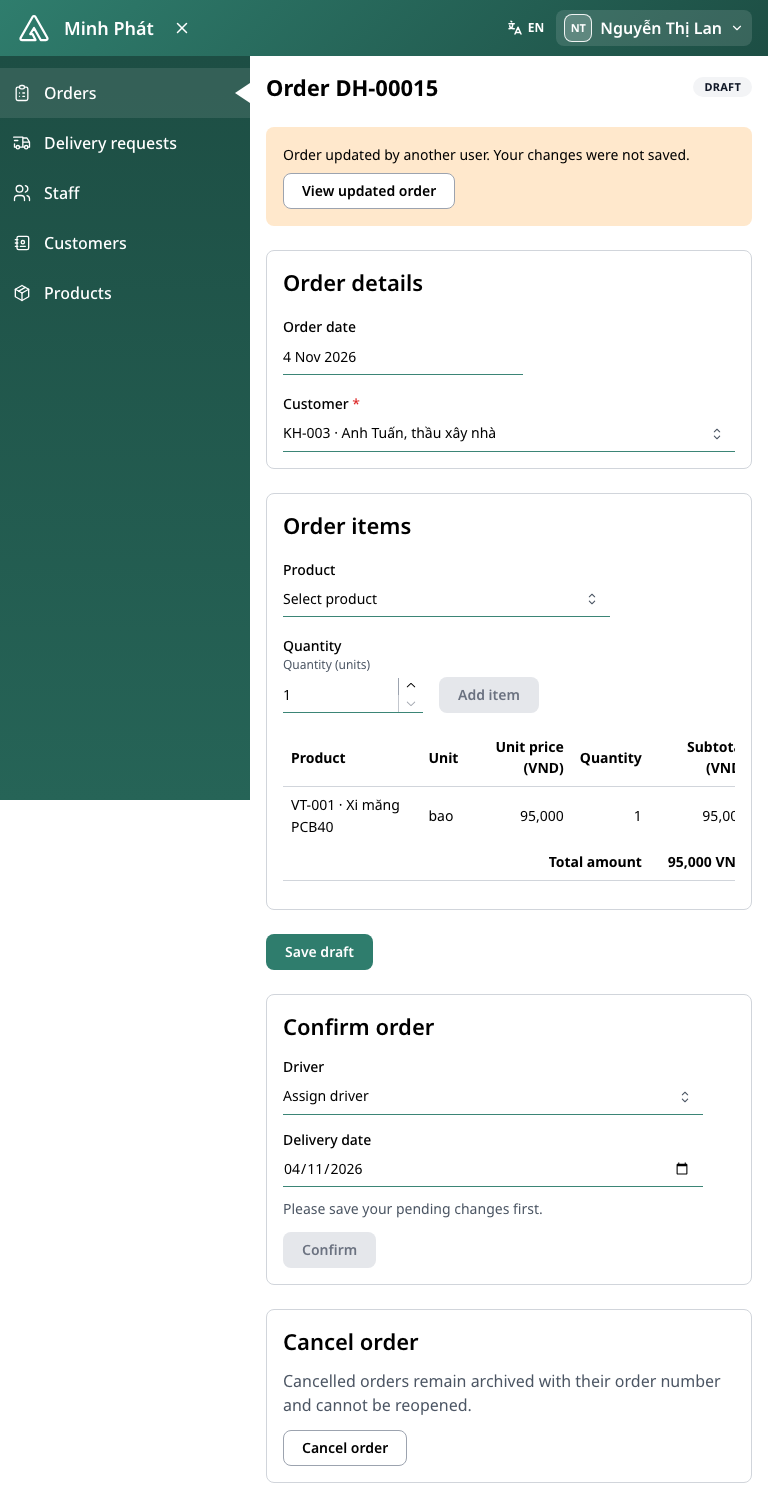 Minh Phát
EN
NT
Nguyễn Thị Lan
Orders
Delivery requests
Staff
Customers
Products
Order DH-00015
DRAFT
Order updated by another user. Your changes were not saved.
View updated order
Order details
Order date
4 Nov 2026
Customer *
KH-003 · Anh Tuấn, thầu xây nhà
Order items
Product
Select product
Quantity
Quantity (units)
1
Add item
Product Unit Unit price (VND) Quantity
VT-001 · Xi măng PCB40 bao 95,000 1
Total amount 95,000
Save draft
Confirm order
Driver
Assign driver
Delivery date
04/11/2026
Please save your pending changes first.
Confirm
Cancel order
Cancelled orders remain archived with their order number
and cannot be reopened.
Cancel order